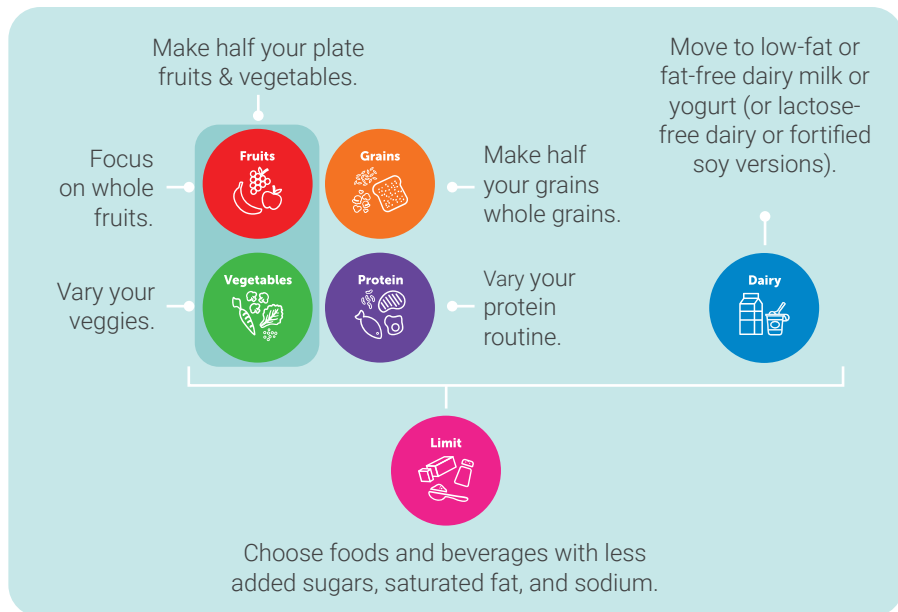 Make half your plate
fruits & vegetables.
Move to low-fat or
fat-free dairy milk or
yogurt (or lactose-
free dairy or fortified
soy versions).
Focus
on whole
fruits.
Fruits
Grains
Make half
your grains
whole grains.
Vary your
veggies.
Vegetables
Protein
Vary your
protein
routine.
Dairy
Limit
Choose foods and beverages with less
added sugars, saturated fat, and sodium.